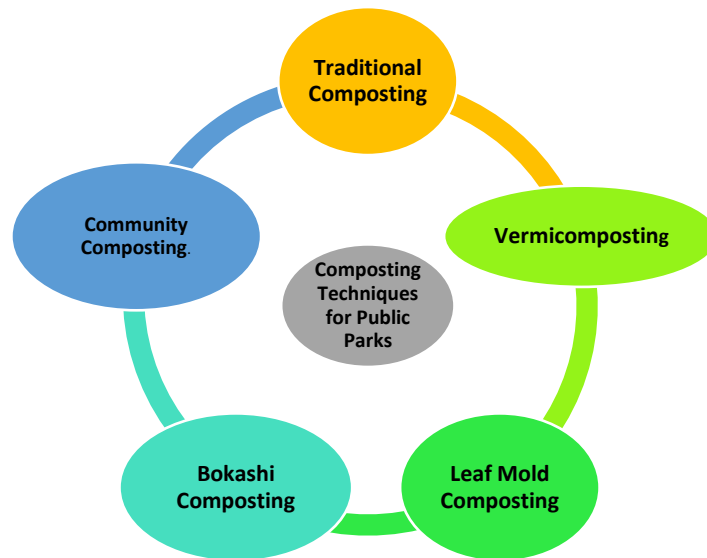 Traditional
Composting
Vermicomposting
Community
Composting.
Composting
Techniques
for Public
Parks
Bokashi
Composting
Leaf Mold
Composting